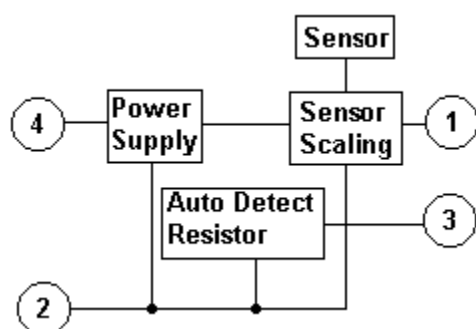 Sensor
4
Power
Supply
Sensor
Scaling
1
Auto Detect
Resistor
3
2